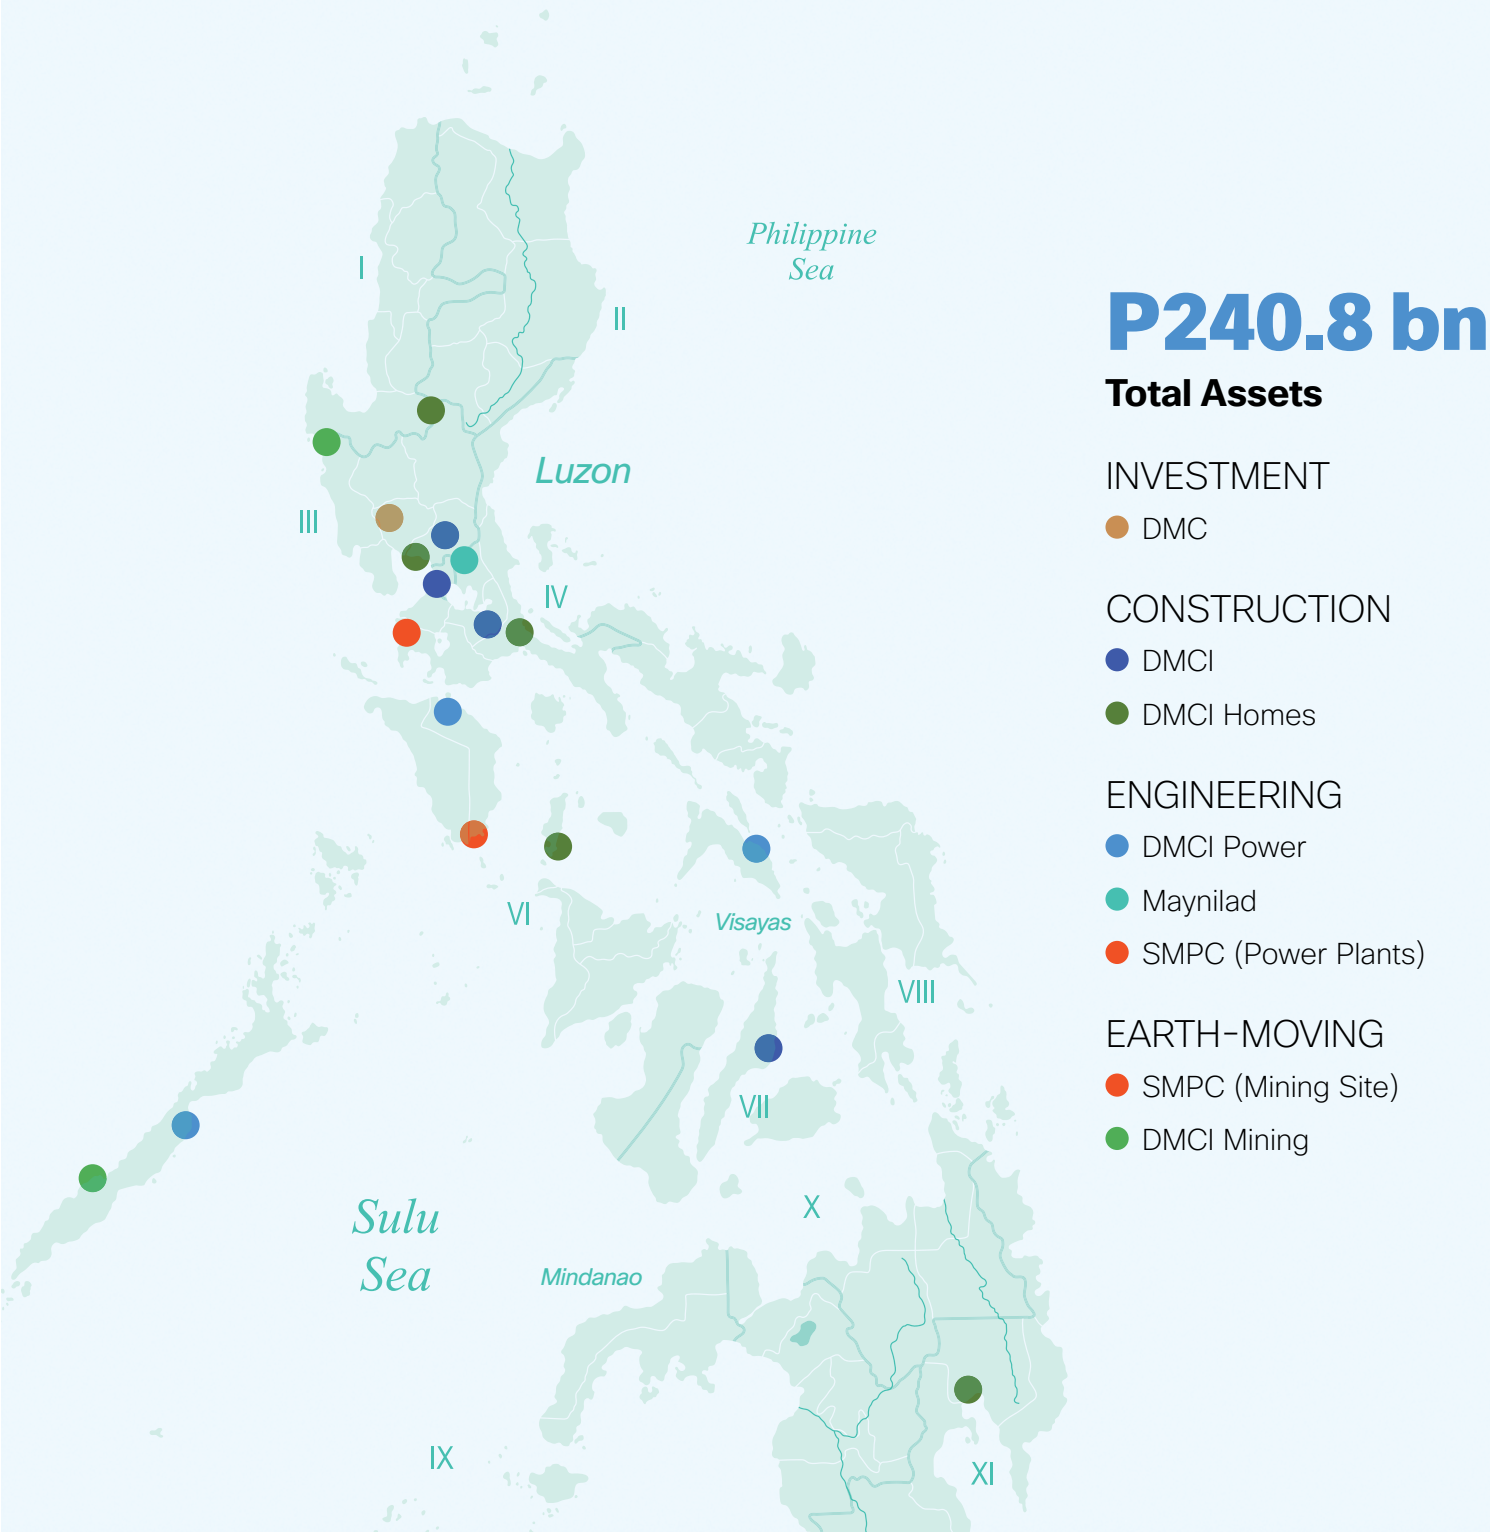 Philippine
Sea
I
II
Luzon
III
IV
VI
Visayas
VIII
VII
X
Sulu
Sea
Mindanao
IX
XI
P240.8 bn
Total Assets
INVESTMENT
DMC
CONSTRUCTION
DMCI
DMCI Homes
ENGINEERING
DMCI Power
Maynilad
SMPC (Power Plants)
EARTH-MOVING
SMPC (Mining Site)
DMCI Mining